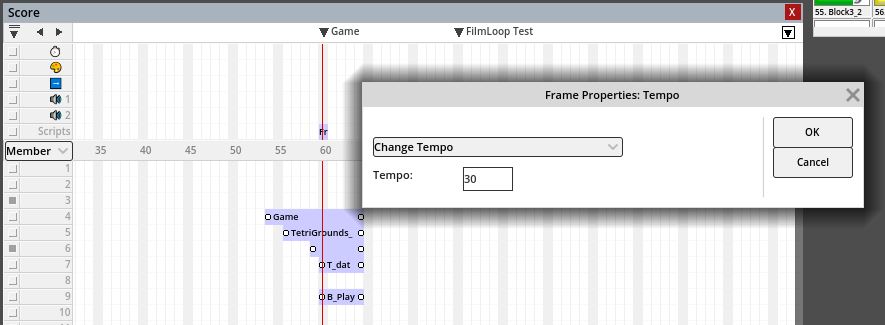 Score
X
55. Block3_2
56.
Game
FilmLoop Test
1
2
Scripts
Fr
Member
35
40
45
50
55
60
1
2
3
4
5
6
7
8
9
10
Game
TetriGrounds_
T_dat
B_Play
Frame Properties: Tempo
Change Tempo
Tempo:
30
OK
Cancel